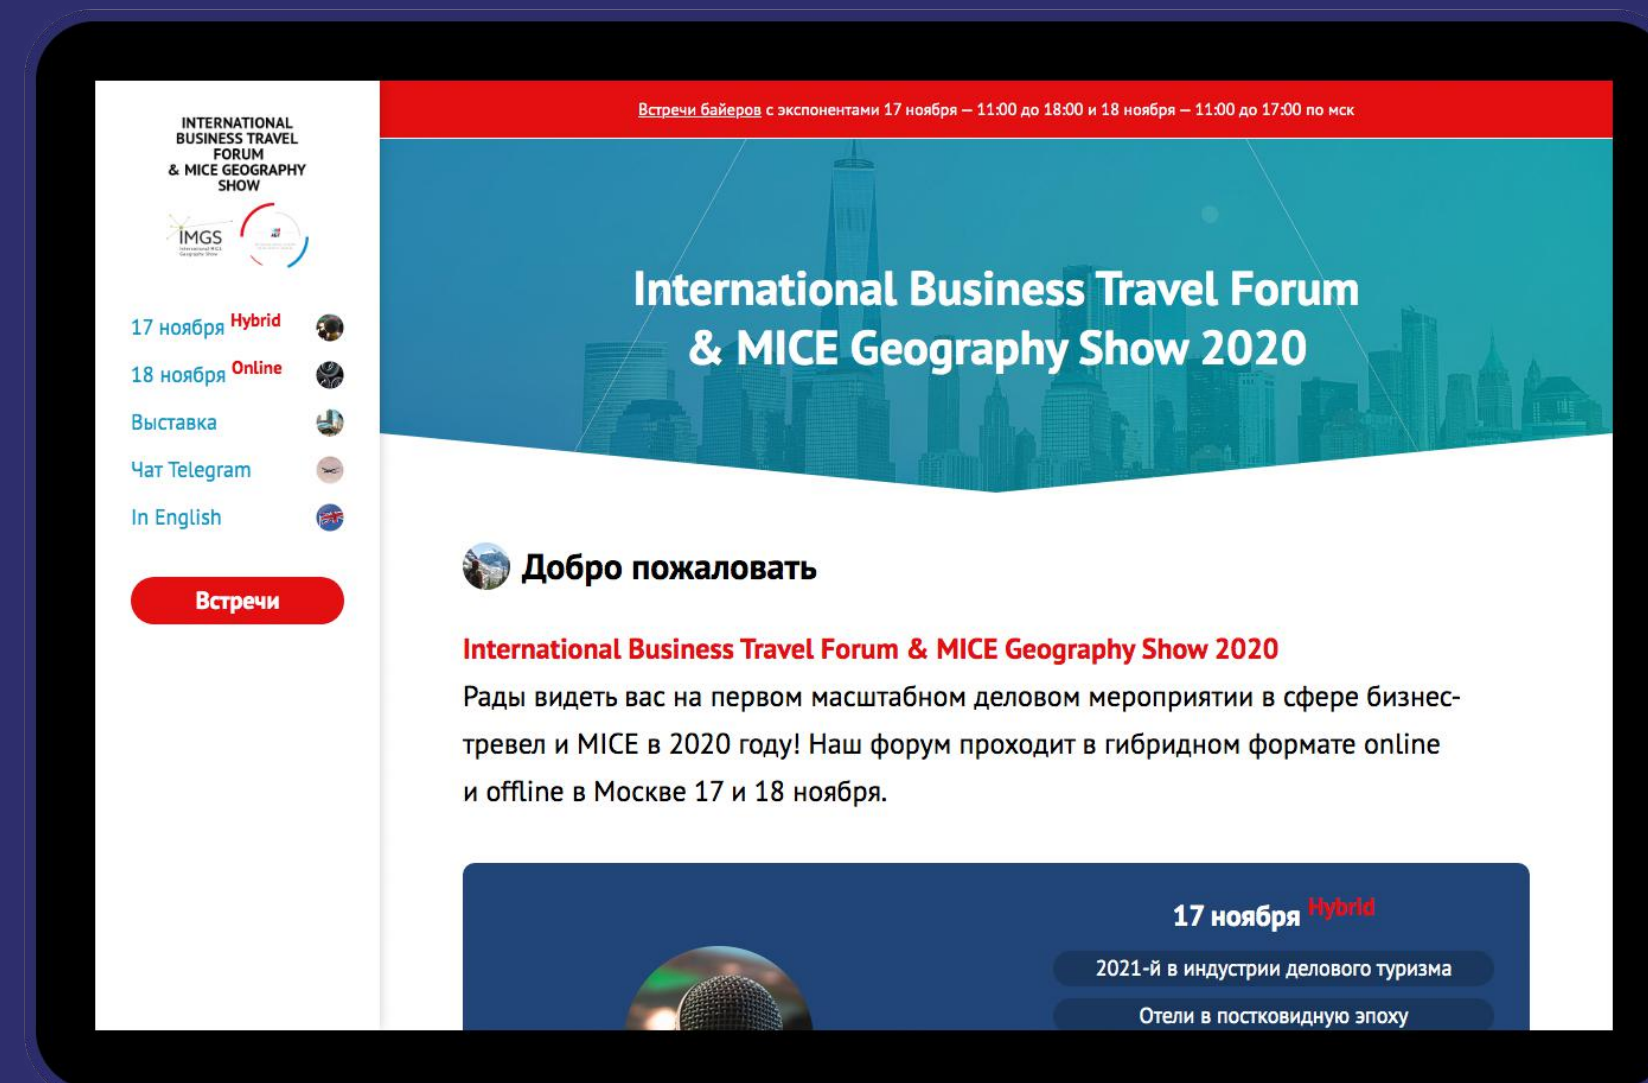 INTERNATIONAL
BUSINESS TRAVEL
FORUM
& MICE GEOGRAPHY
SHOW
IMGS
International MICE
Geography Show
17 ноября Hybrid
18 ноября Online
Выставка
Чат Telegram
In English
Встречи
Встречи байеров с экспонентами 17 ноября — 11:00 до 18:00 и 18 ноября — 11:00 до 17:00 по мск
International Business Travel Forum
& MICE Geography Show 2020
Добро пожаловать
International Business Travel Forum & MICE Geography Show 2020
Рады видеть вас на первом масштабном деловом мероприятии в сфере бизнес-
тревел и MICE в 2020 году! Наш форум проходит в гибридном формате online
и offline в Москве 17 и 18 ноября.
17 ноября Hybrid
2021-й в индустрии делового туризма
Отели в постковидную эпоху